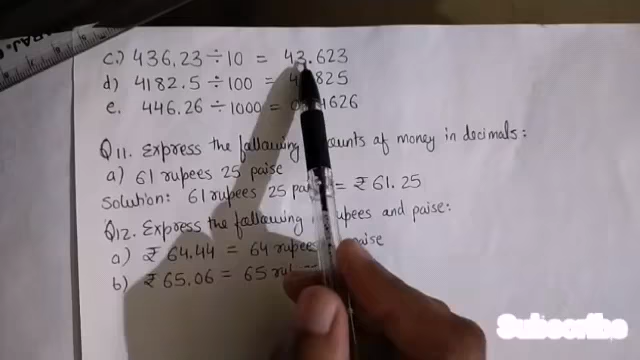 c.) 436.23 ÷ 10 = 43.623
d) 4182.5 ÷ 100 = 825
e. 446.26 ÷ 1000 = 4626
Q11. Express the following of money in decimals:
a) 61 rupees 25 paise
Solution: 61 rupees 25 = ₹ 61.25
Q12. Express the following rupees and paise:
a) ₹ 64.44 = 64 rupees paise
b) ₹ 65.06 = 65
Subscribe